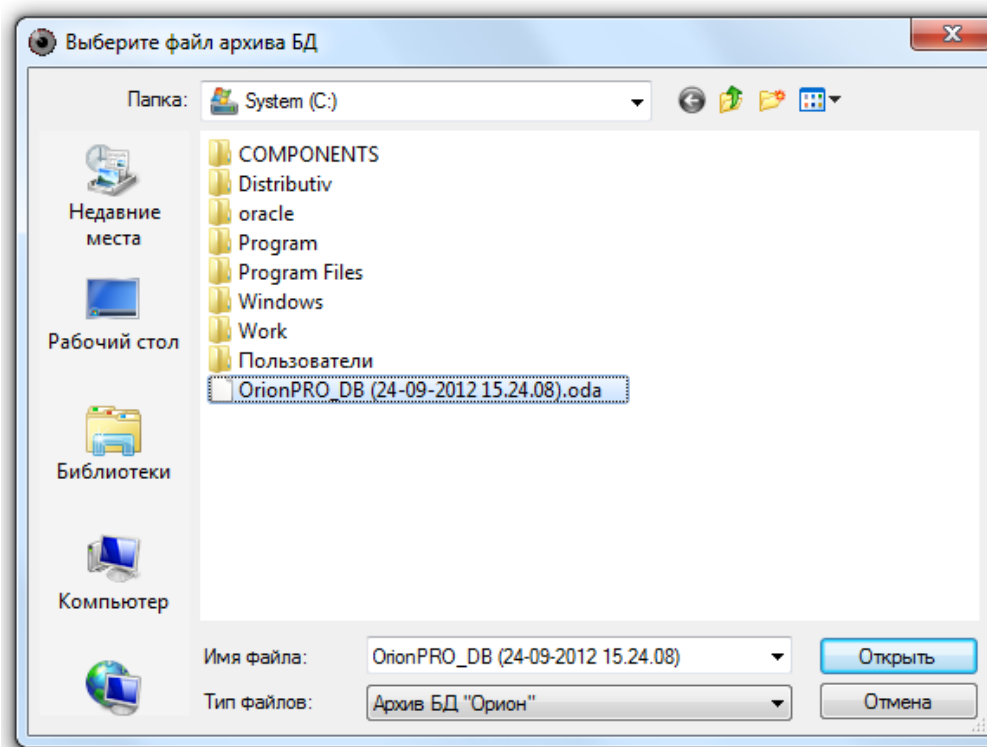 Выберите файл архива БД
Папка:
System (C:)
COMPONENTS
Distributiv
oracle
Program
Program Files
Windows
Work
Пользователи
OrionPRO_DB (24-09-2012 15.24.08).oda
Недавние
места
Рабочий стол
Библиотеки
Компьютер
Имя файла:
OrionPRO_DB (24-09-2012 15.24.08)
Открыть
Тип файлов:
Архив БД "Орион"
Отмена